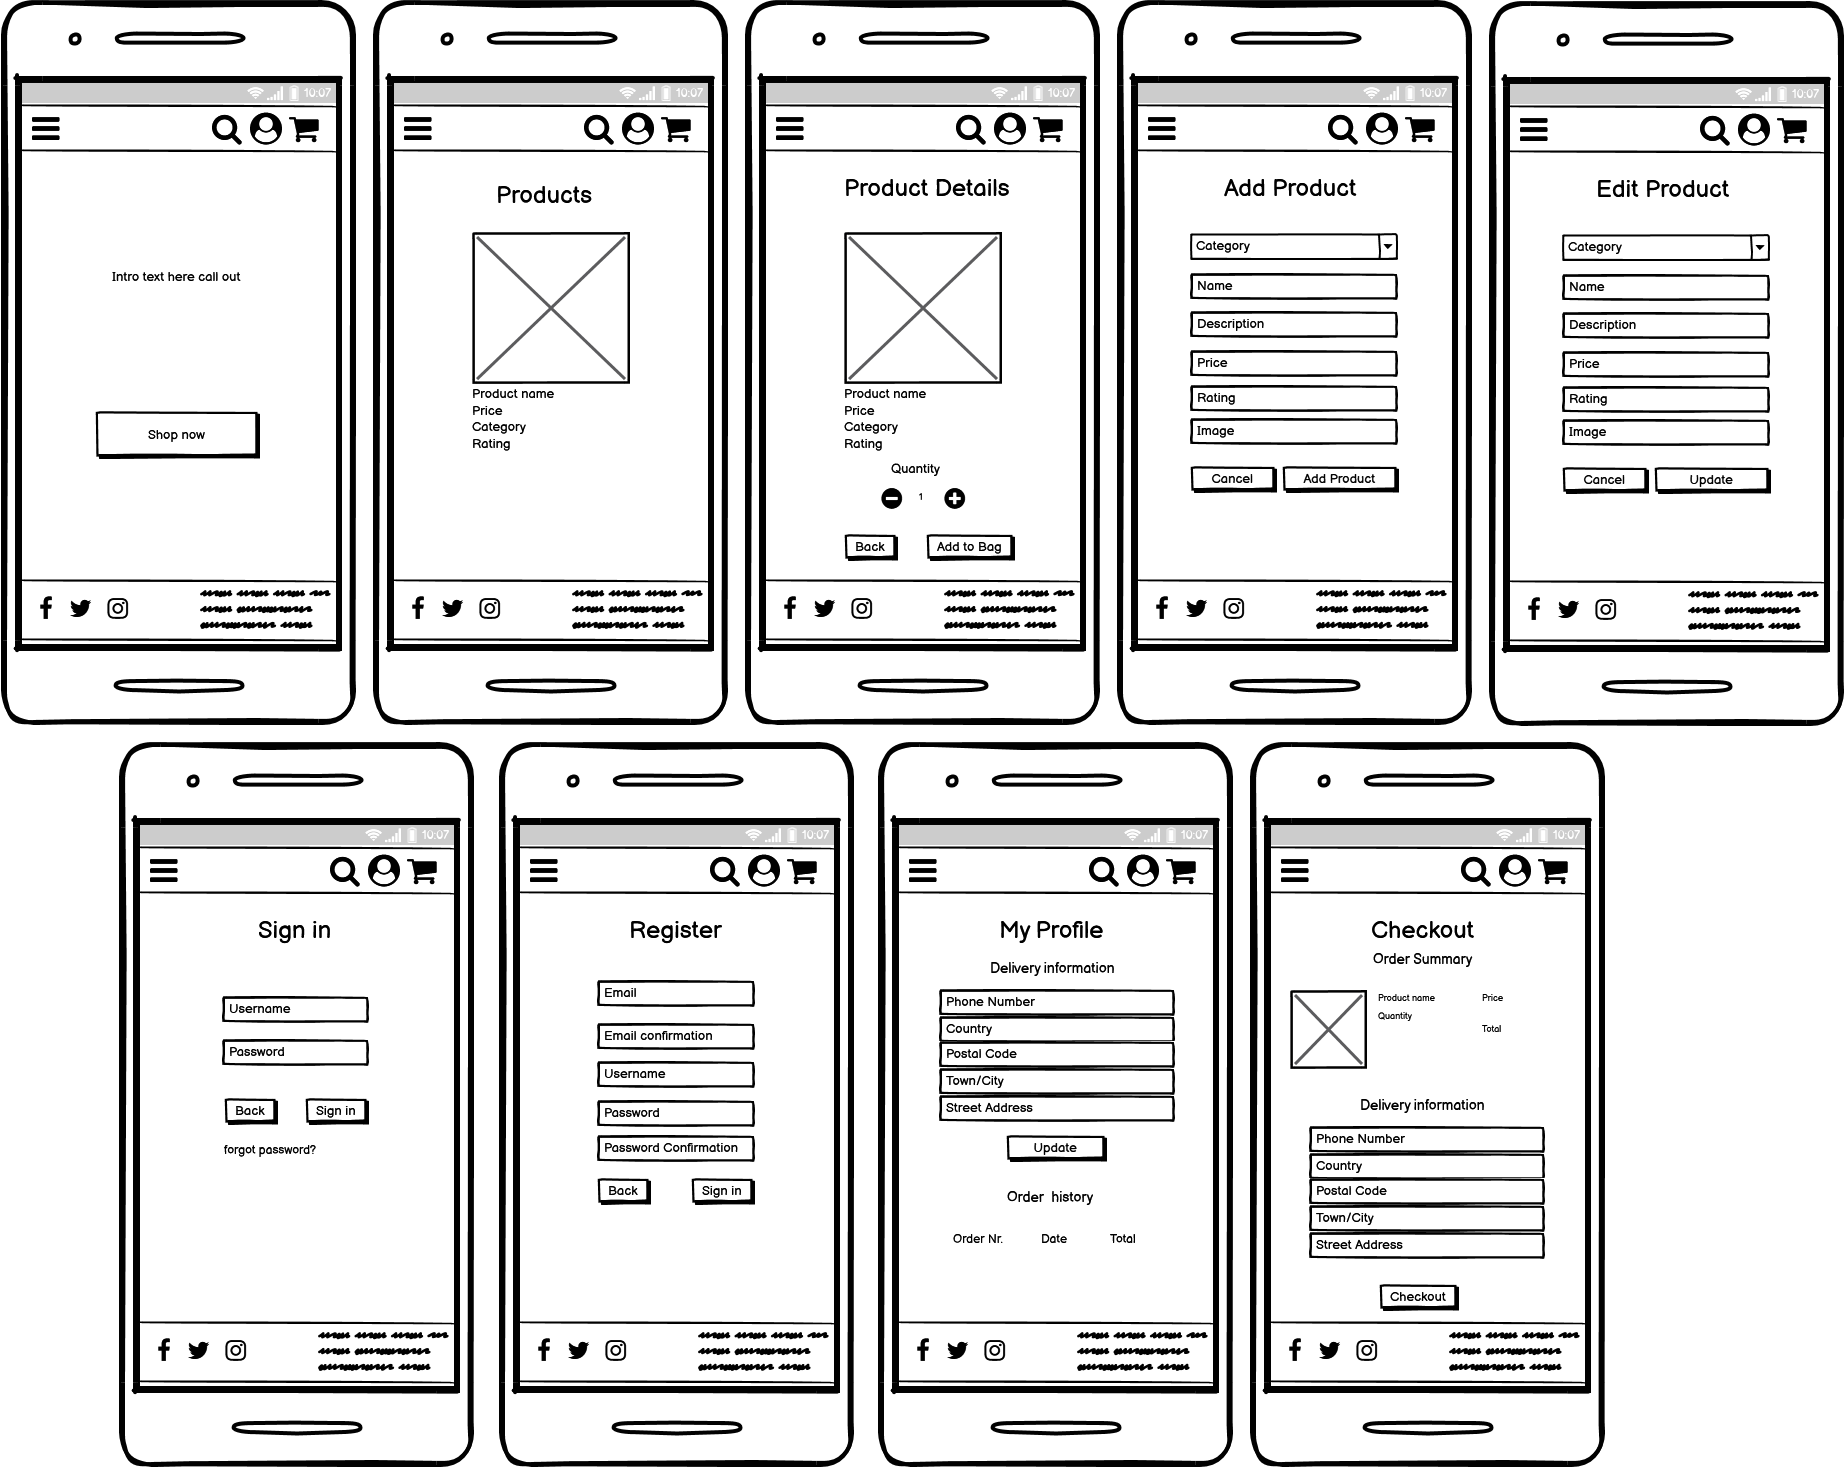 10:07
Intro text here call out
Shop now
10:07
Products
Product name
Price
Category
Rating
10:07
Product Details
Product name
Price
Category
Rating
Quantity
1
Back
Add to Bag
10:07
Add Product
Category
Name
Description
Price
Rating
Image
Cancel
Add Product
10:07
Edit Product
Category
Name
Description
Price
Rating
Image
Cancel
Update
10:07
Sign in
Username
Password
Back
Sign in
forgot password?
10:07
Register
Email
Email confirmation
Username
Password
Password Confirmation
Back
Sign in
10:07
My Profile
Delivery information
Phone Number
Country
Postal Code
Town/City
Street Address
Update
Order history
Order Nr. Date Total
10:07
Checkout
Order Summary
Product name Price
Quantity
Total
Delivery information
Phone Number
Country
Postal Code
Town/City
Street Address
Checkout